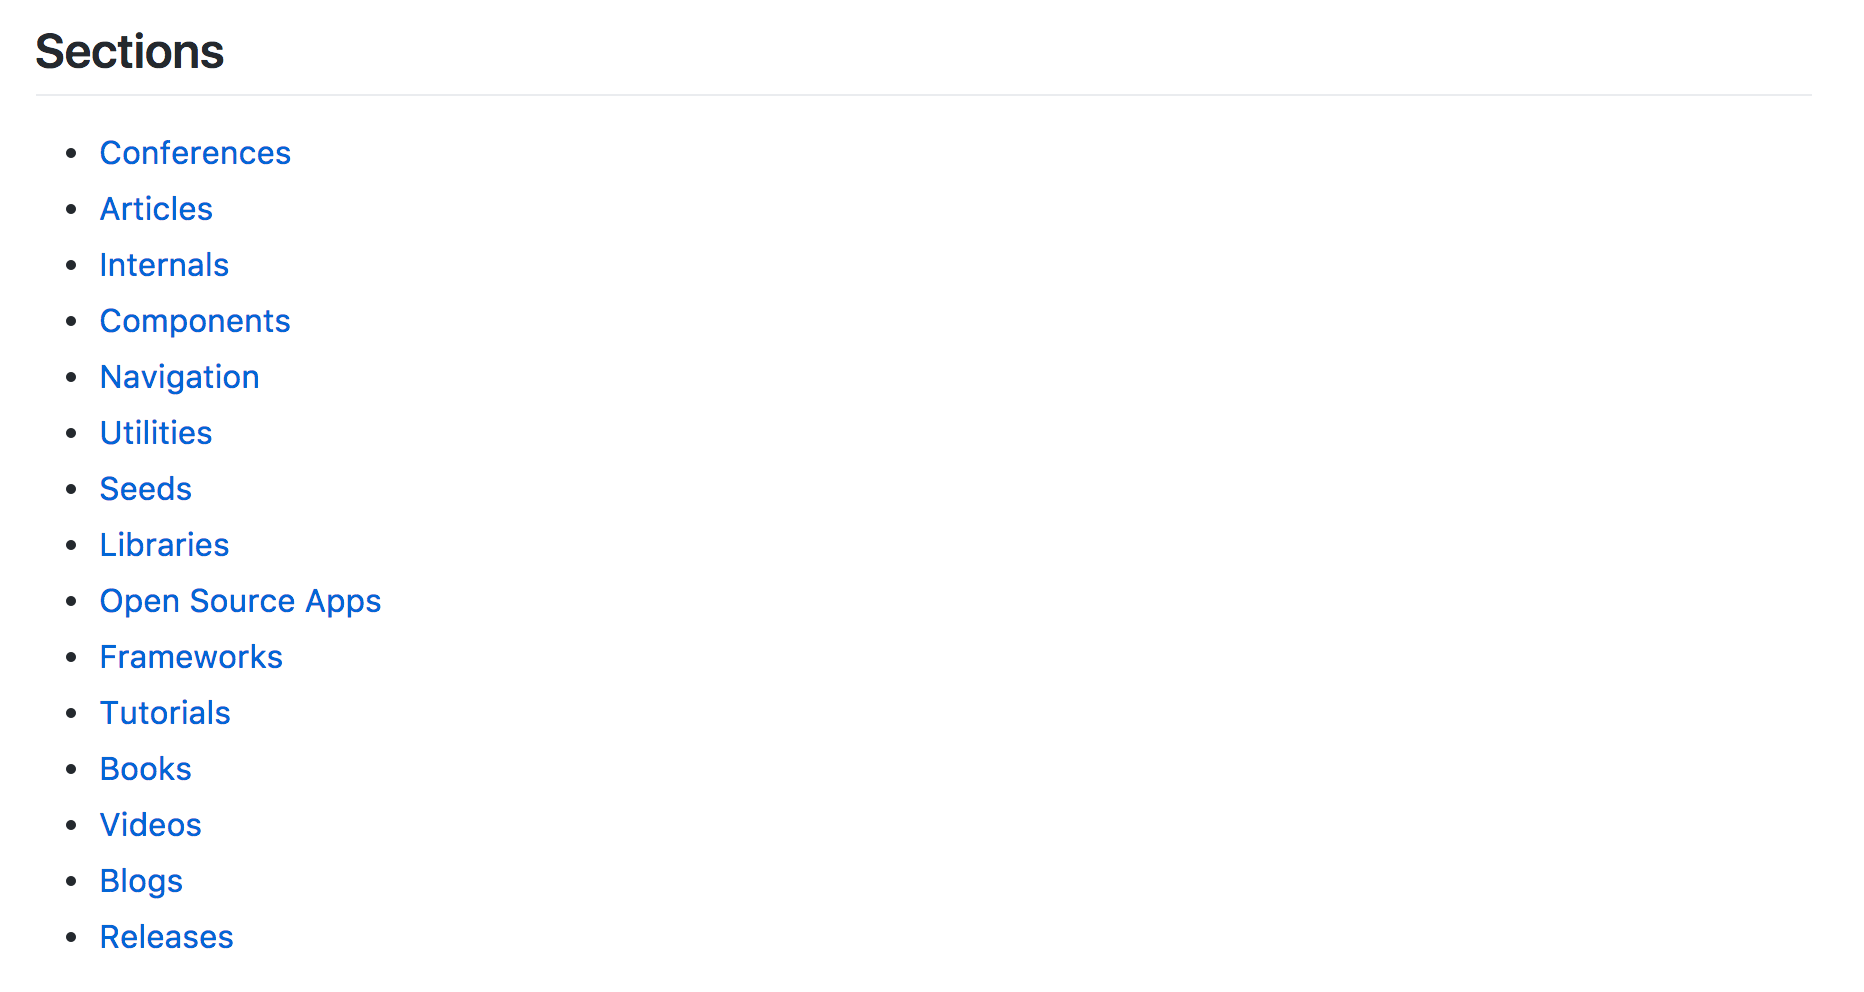 Sections
Conferences
Articles
Internals
Components
Navigation
Utilities
Seeds
Libraries
Open Source Apps
Frameworks
Tutorials
Books
Videos
Blogs
Releases